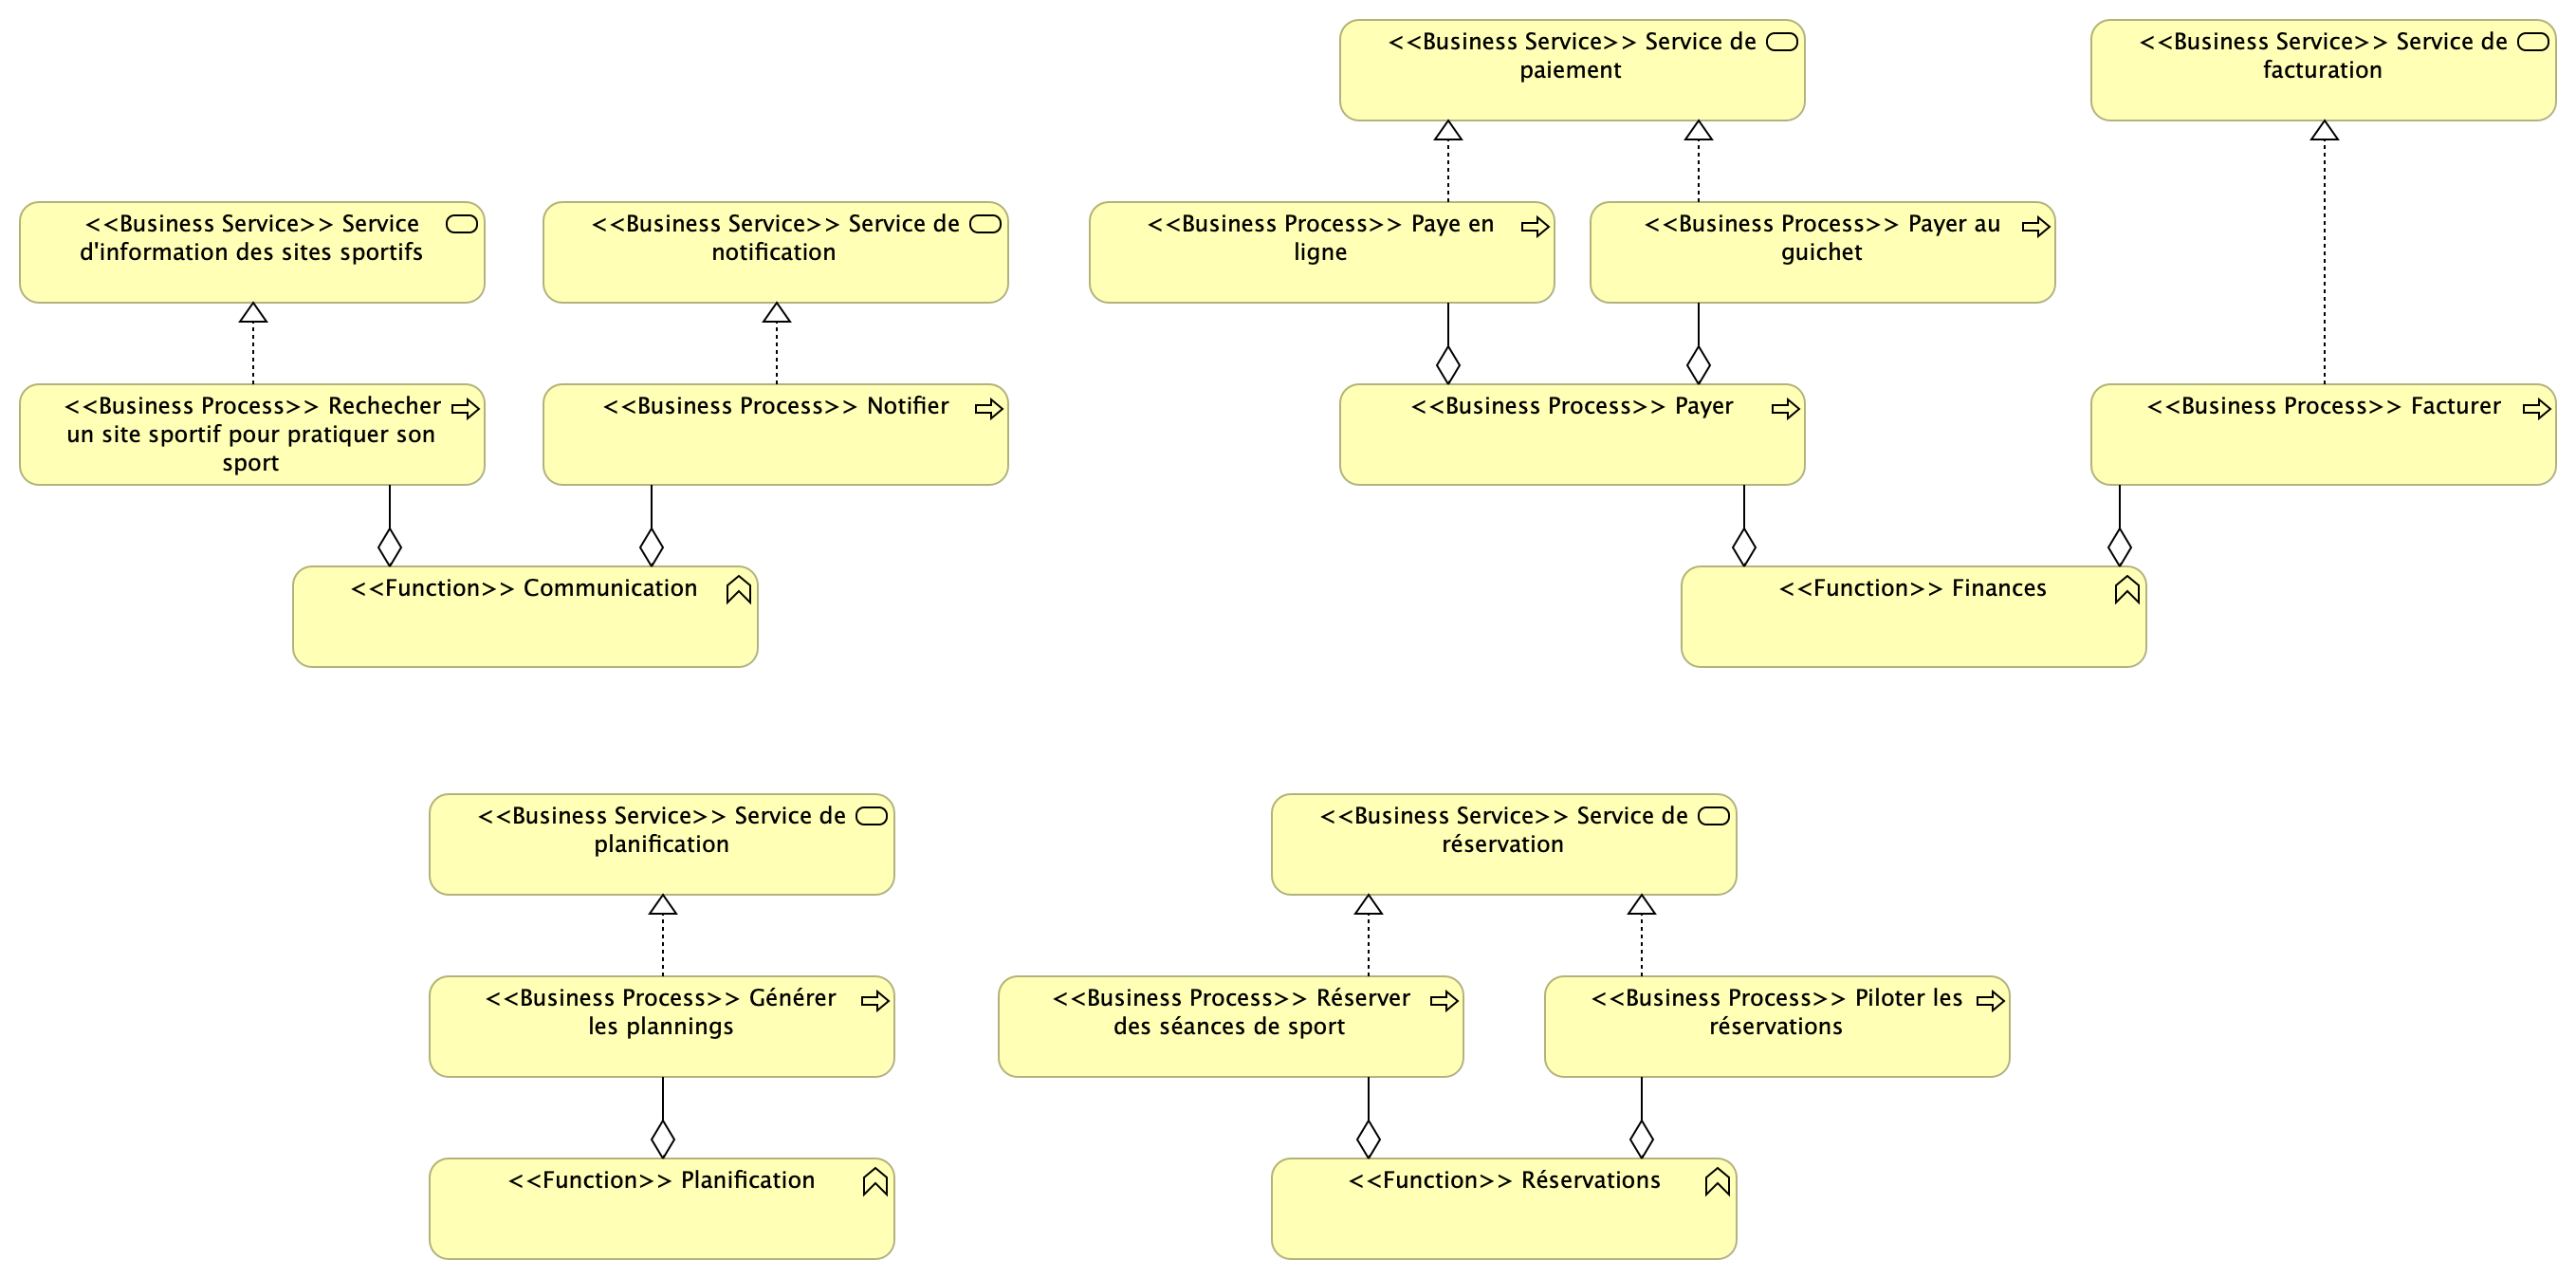 <<Business Service>> Service de
paiement
<<Business Service>> Service de
facturation
<<Business Service>> Service
d'information des sites sportifs
<<Business Service>> Service de
notification
<<Business Process>> Paye en
ligne
<<Business Process>> Payer au
guichet
<<Business Process>> Rechecher
un site sportif pour pratiquer son
sport
<<Business Process>> Notifier
<<Business Process>> Payer
<<Business Process>> Facturer
<<Function>> Communication
<<Function>> Finances
<<Business Service>> Service de
planification
<<Business Service>> Service de
réservation
<<Business Process>> Générer
les plannings
<<Business Process>> Réserver
des séances de sport
<<Business Process>> Piloter les
réservations
<<Function>> Planification
<<Function>> Réservations